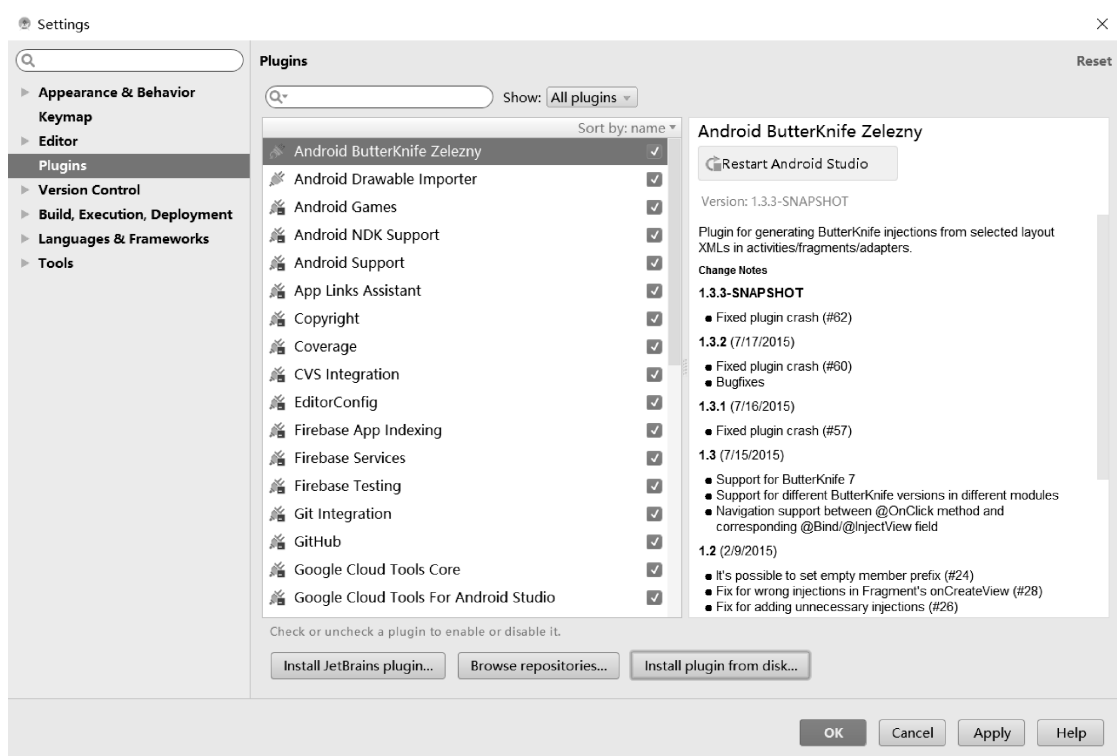 Settings
Plugins
Reset
Appearance & Behavior
Keymap
Editor
Plugins
Version Control
Build, Execution, Deployment
Languages & Frameworks
Tools
Show: All plugins
Sort by: name
Android ButterKnife Zelezny
Android Drawable Importer
Android Games
Android NDK Support
Android Support
App Links Assistant
Copyright
Coverage
CVS Integration
EditorConfig
Firebase App Indexing
Firebase Services
Firebase Testing
Git Integration
GitHub
Google Cloud Tools Core
Google Cloud Tools For Android Studio
Check or uncheck a plugin to enable or disable it.
Install JetBrains plugin...
Browse repositories...
Install plugin from disk...
Android ButterKnife Zelezny
Restart Android Studio
Version: 1.3.3-SNAPSHOT
Plugin for generating ButterKnife injections from selected layout
XMLs in activities/fragments/adapters.
Change Notes
1.3.3-SNAPSHOT
Fixed plugin crash (#62)
1.3.2 (7/17/2015)
Fixed plugin crash (#60)
Bugfixes
1.3.1 (7/16/2015)
Fixed plugin crash (#57)
1.3 (7/15/2015)
Support for ButterKnife 7
Support for different ButterKnife versions in different modules
Navigation support between @OnClick method and
corresponding @Bind/@InjectView field
1.2 (2/9/2015)
It's possible to set empty member prefix (#24)
Fix for wrong injections in Fragment's onCreateView (#28)
Fix for adding unnecessary injections (#26)
OK
Cancel
Apply
Help